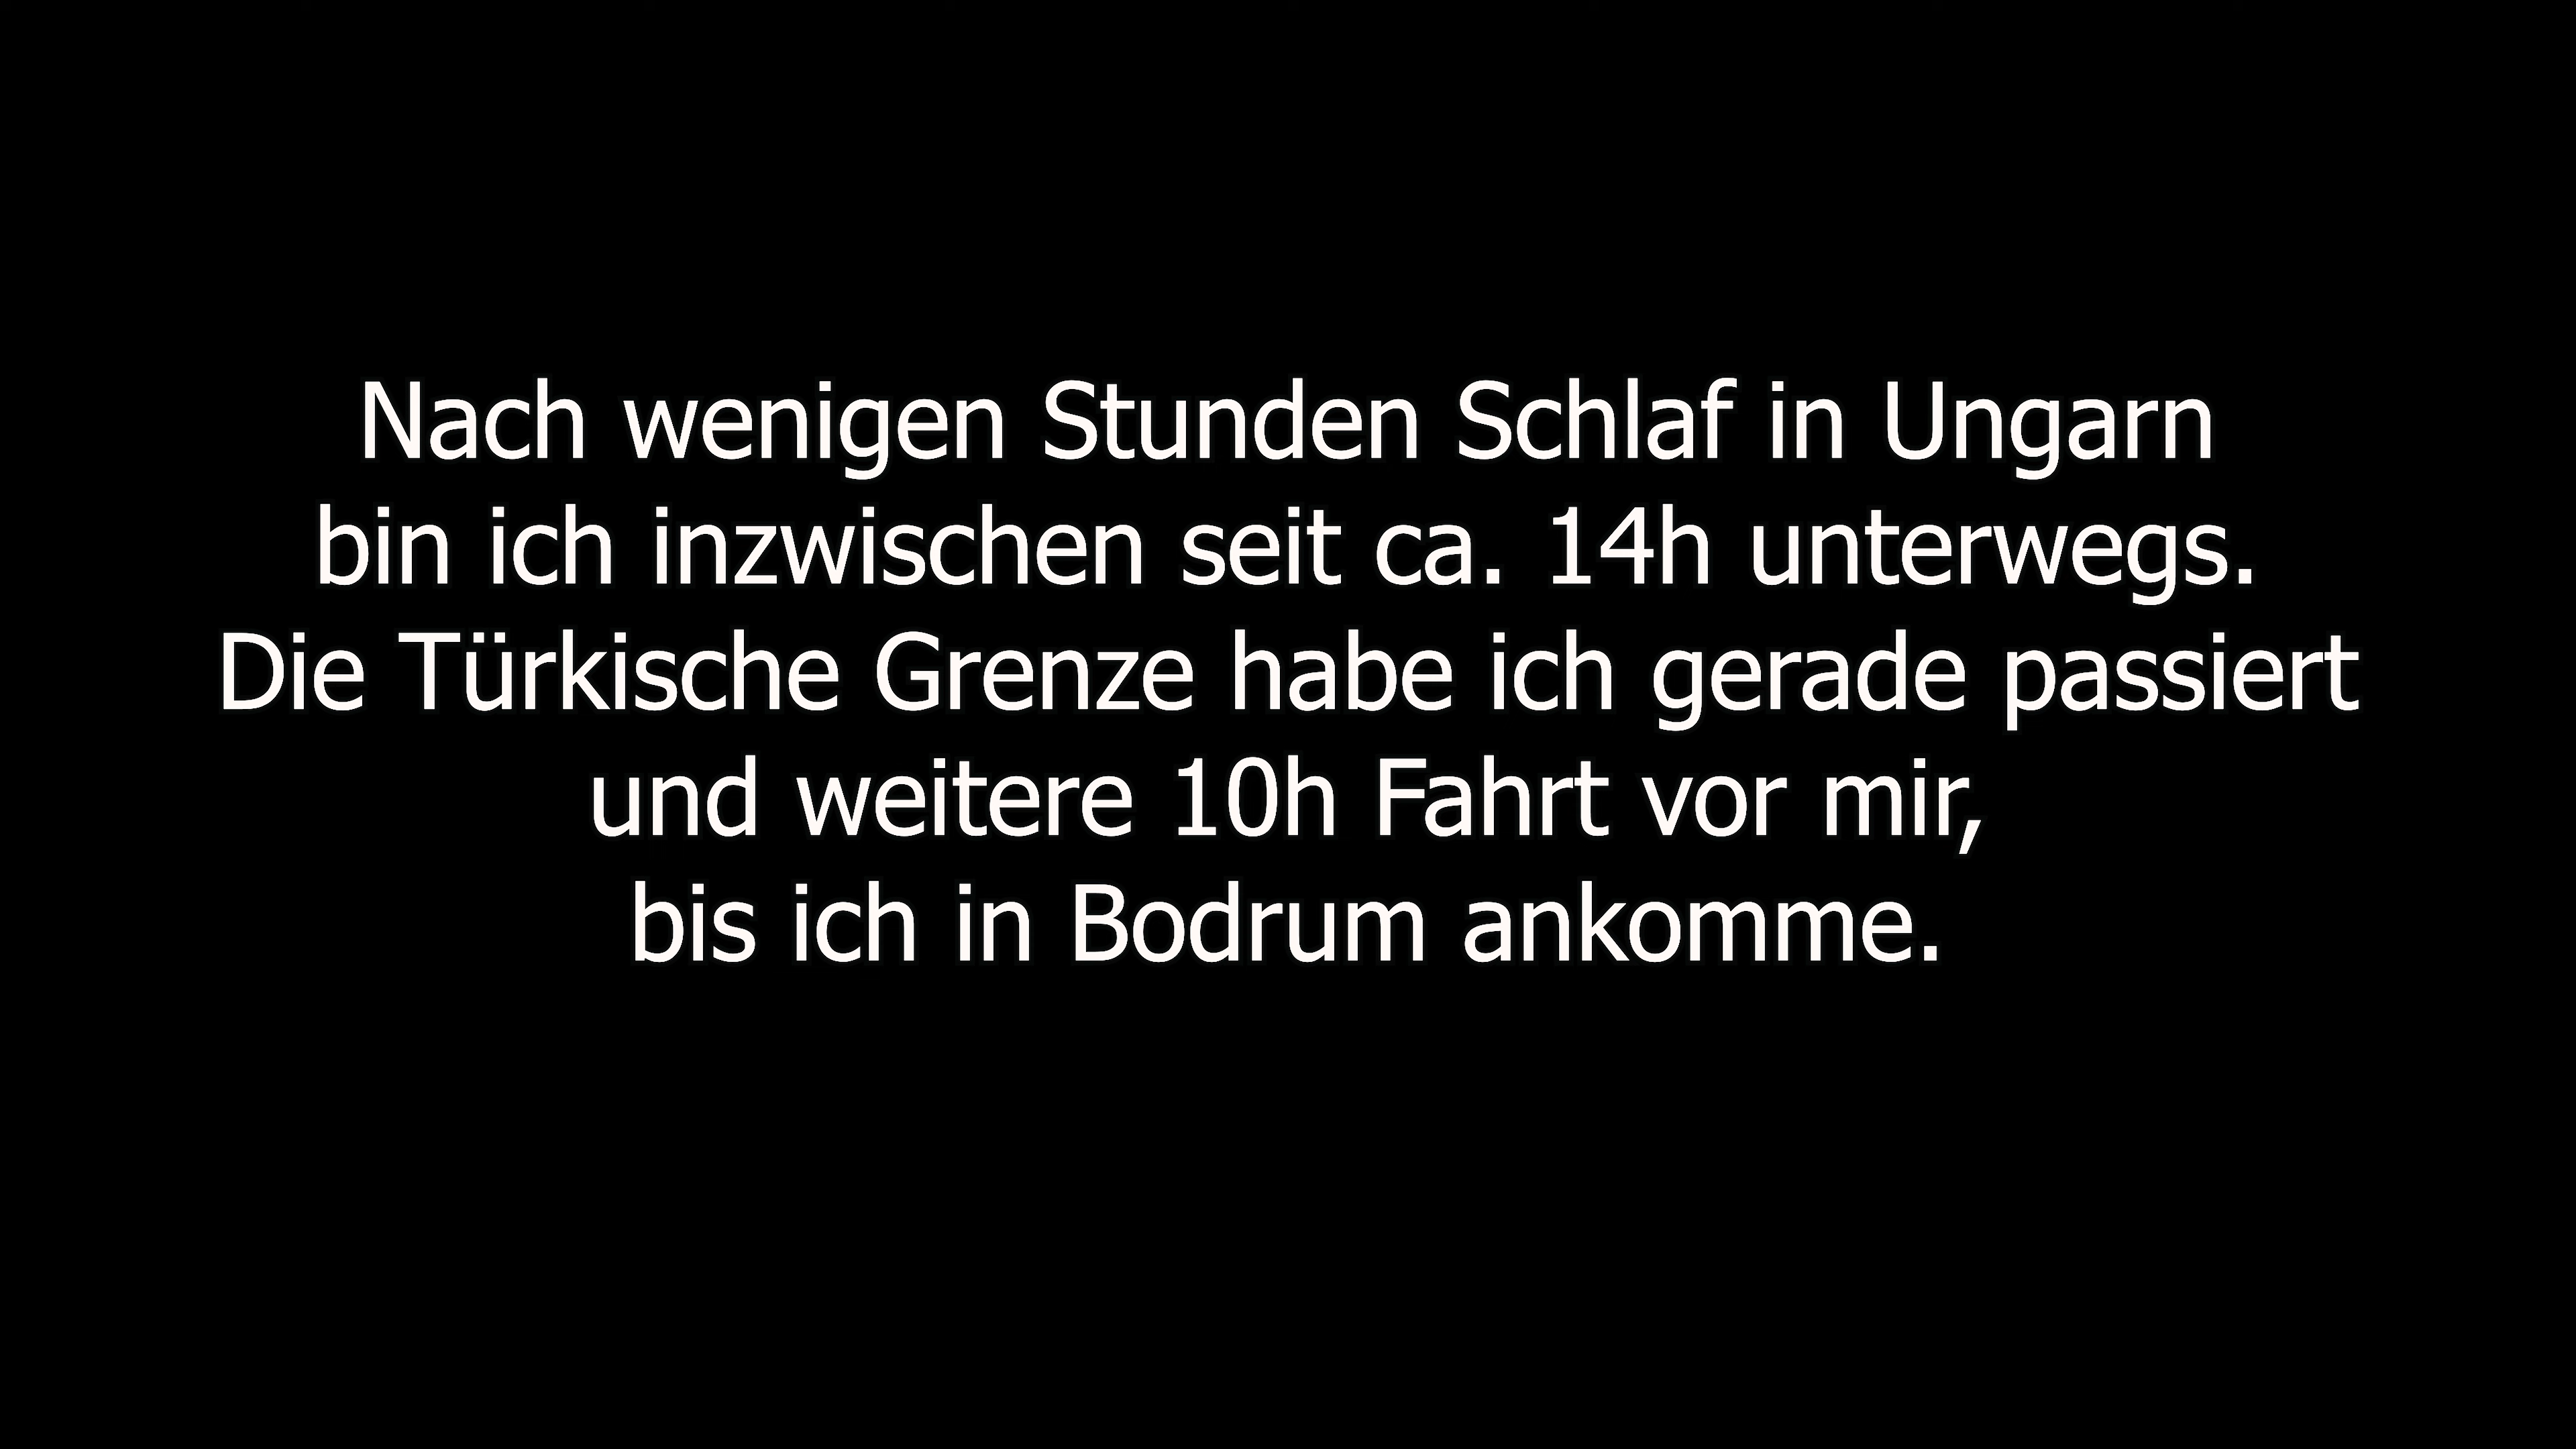 Nach wenigen Stunden Schlaf in Ungarn
bin ich inzwischen seit ca. 14h unterwegs.
Die Türkische Grenze habe ich gerade passiert
und weitere 10h Fahrt vor mir,
bis ich in Bodrum ankomme.